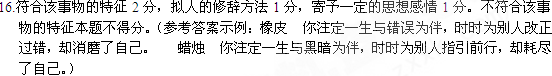 16.符合该事物的特征 2 分，拟人的修辞方法 1 分，寄予一定的思想感情 1 分。不符合该事
物的特征本题不得分。（参考答案示例：橡皮　你注定一生与错误为伴，时时为别人改正
过错，却消磨了自己。　蜡烛　你注定一生与黑暗为伴，时时为别人指引前行，却耗尽
了自己。）